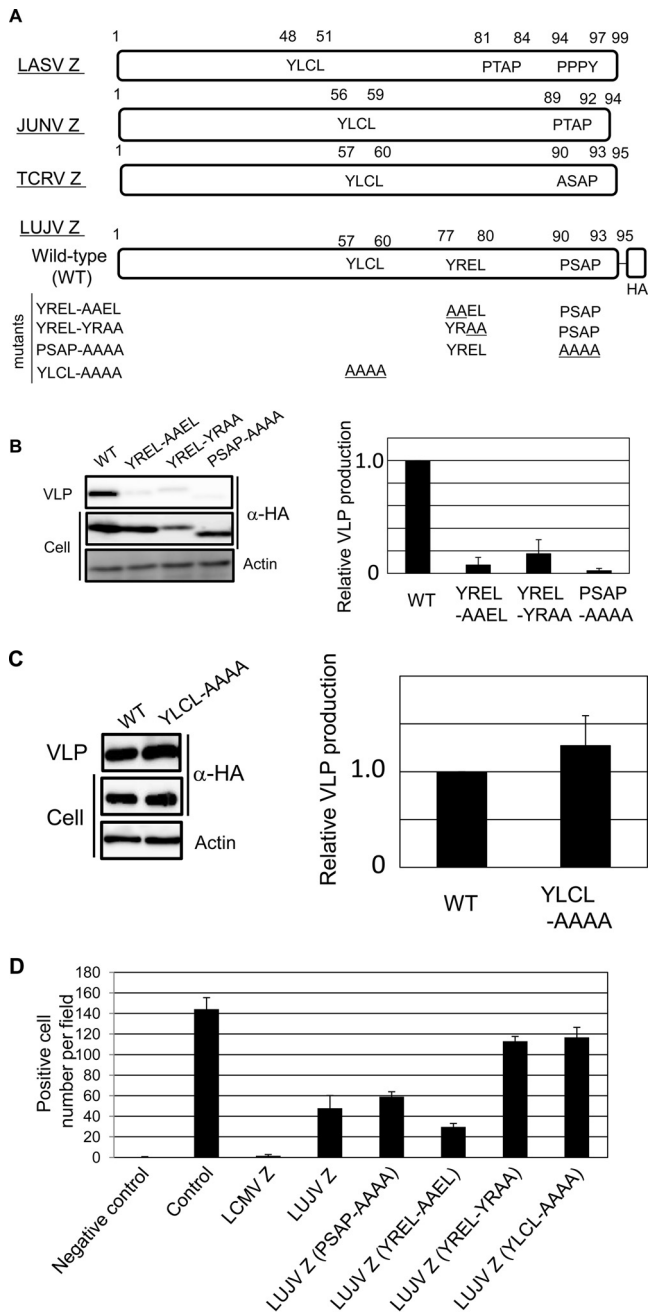 A
1 48 51 81 84 94 97 99
LASV Z YLCL PTAP PPPY
1 56 59 89 92 94
JUNV Z YLCL PTAP
1 57 60 90 93 95
TCRV Z YLCL ASAP
LUJV Z
1 57 60 77 80 90 93 95
Wild-type
(WT)
YLCL YREL PSAP
HA
mutants
YREL-AAEL AAEL PSAP
YREL-YRAA YRAA PSAP
PSAP-AAAA YREL AAAA
YLCL-AAAA AAAA
B
WT YREL-AAEL YREL-YRAA PSAP-AAAA
VLP
Cell
α-HA
Actin
Relative VLP production
1.0
0
WT YREL-AAEL YREL-YRAA PSAP-AAAA
C
WT YLCL-AAAA
VLP
Cell
α-HA
Actin
Relative VLP production
1.0
0
WT YLCL-AAAA
D
Positive cell
number per field
180
160
140
120
100
80
60
40
20
0
Negative control
Control
LCMV Z
LUJV Z
LUJV Z (PSAP-AAAA)
LUJV Z (YREL-AAEL)
LUJV Z (YREL-YRAA)
LUJV Z (YLCL-AAAA)